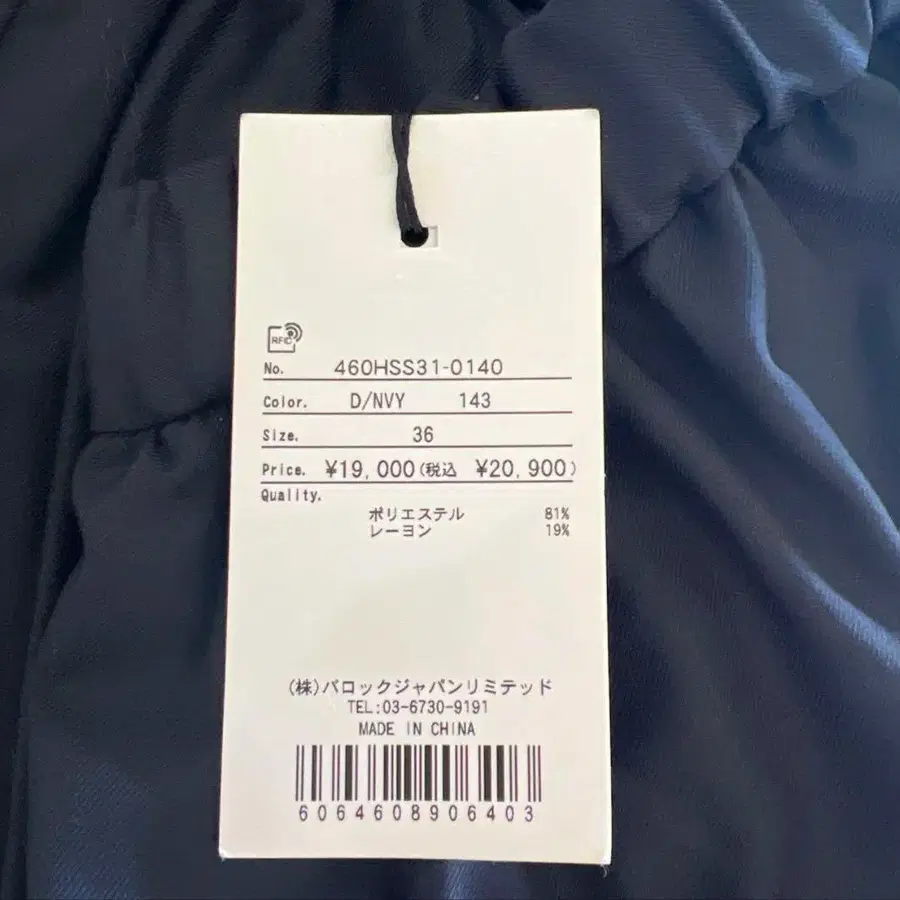 RFID
No. 460HSS31-0140
Color. D/NVY 143
Size. 36
Price. ¥19,000(税込 ¥20,900)
Quality.
ポリエステル 81%
レーヨン 19%
(株)バロックジャパンリミテッド
TEL:03-6730-9191
MADE IN CHINA
6064608906403